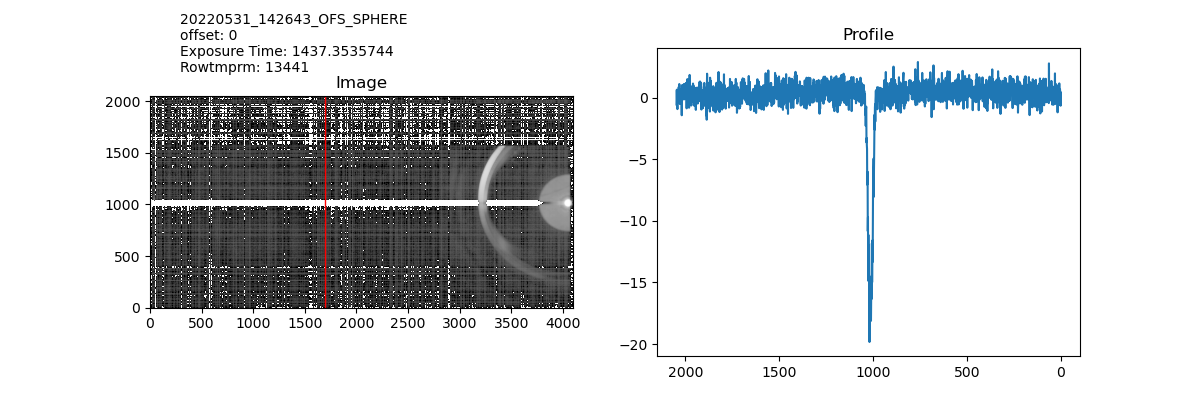 20220531_142643_OFS_SPHERE
offset: 0
Exposure Time: 1437.3535744
Rowtmprm: 13441
Image
2000
1500
1000
500
0
0 500 1000 1500 2000 2500 3000 3500 4000
Profile
0
−5
−10
−15
−20
2000 1500 1000 500 0